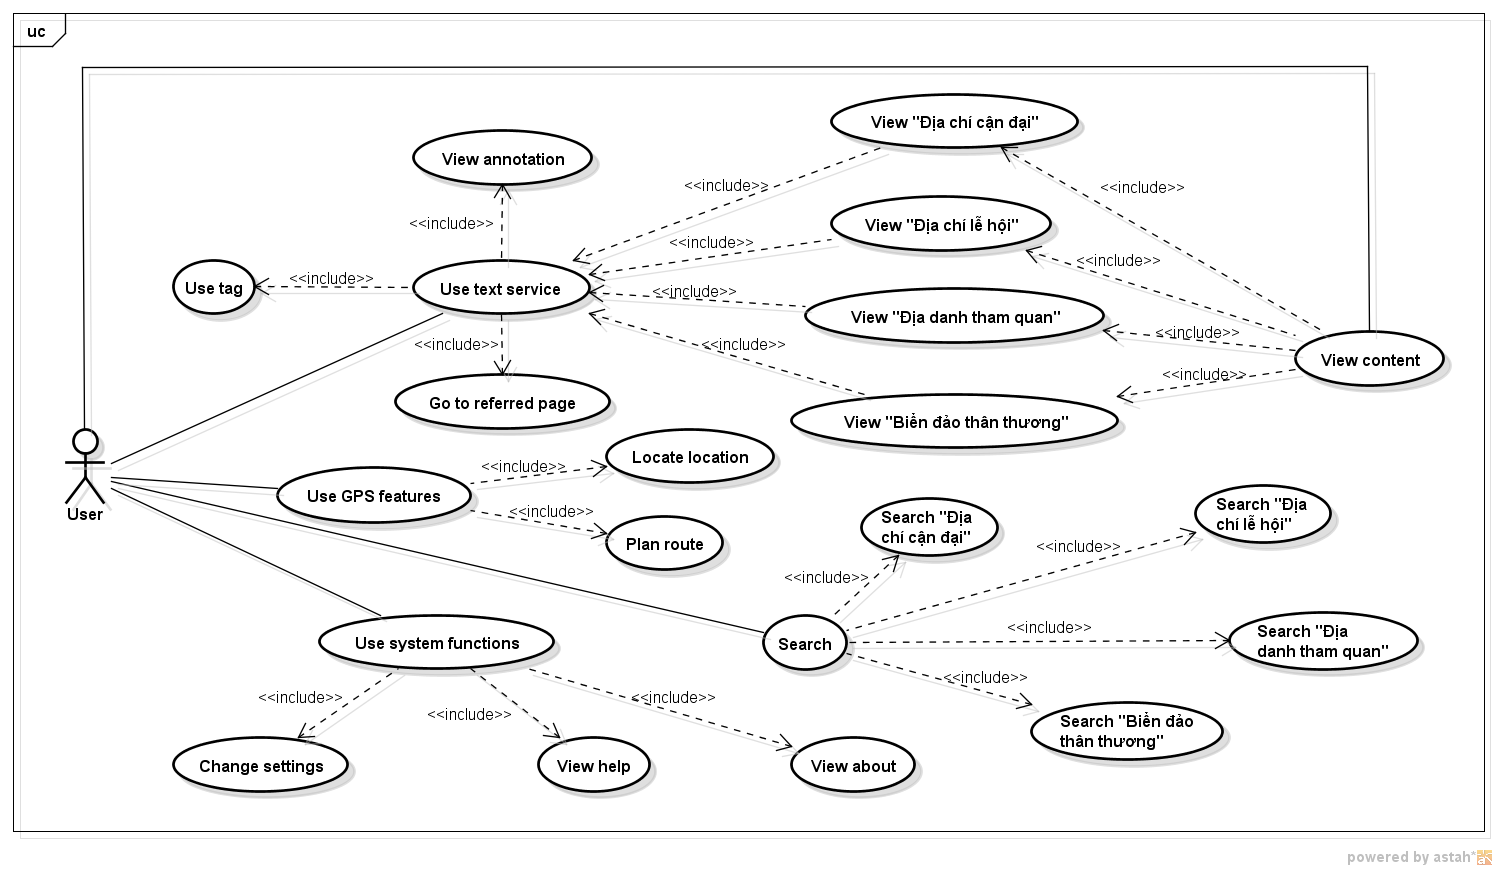 uc
View "Địa chí cận đại"
View annotation
<<include>>
<<include>>
<<include>>
View "Địa chí lễ hội"
<<include>>
<<include>>
Use tag
<<include>>
Use text service
<<include>>
View "Địa danh tham quan"
<<include>>
<<include>>
<<include>>
View content
<<include>>
Go to referred page
View "Biển đảo thân thương"
<<include>>
Locate location
Use GPS features
User
<<include>>
Plan route
Search "Địa
chí cận đại"
Search "Địa
chí lễ hội"
<<include>>
<<include>>
Use system functions
Search
<<include>>
Search "Địa
danh tham quan"
<<include>>
<<include>>
<<include>>
<<include>>
Search "Biển đảo
thân thương"
Change settings
View help
View about
powered by astah*